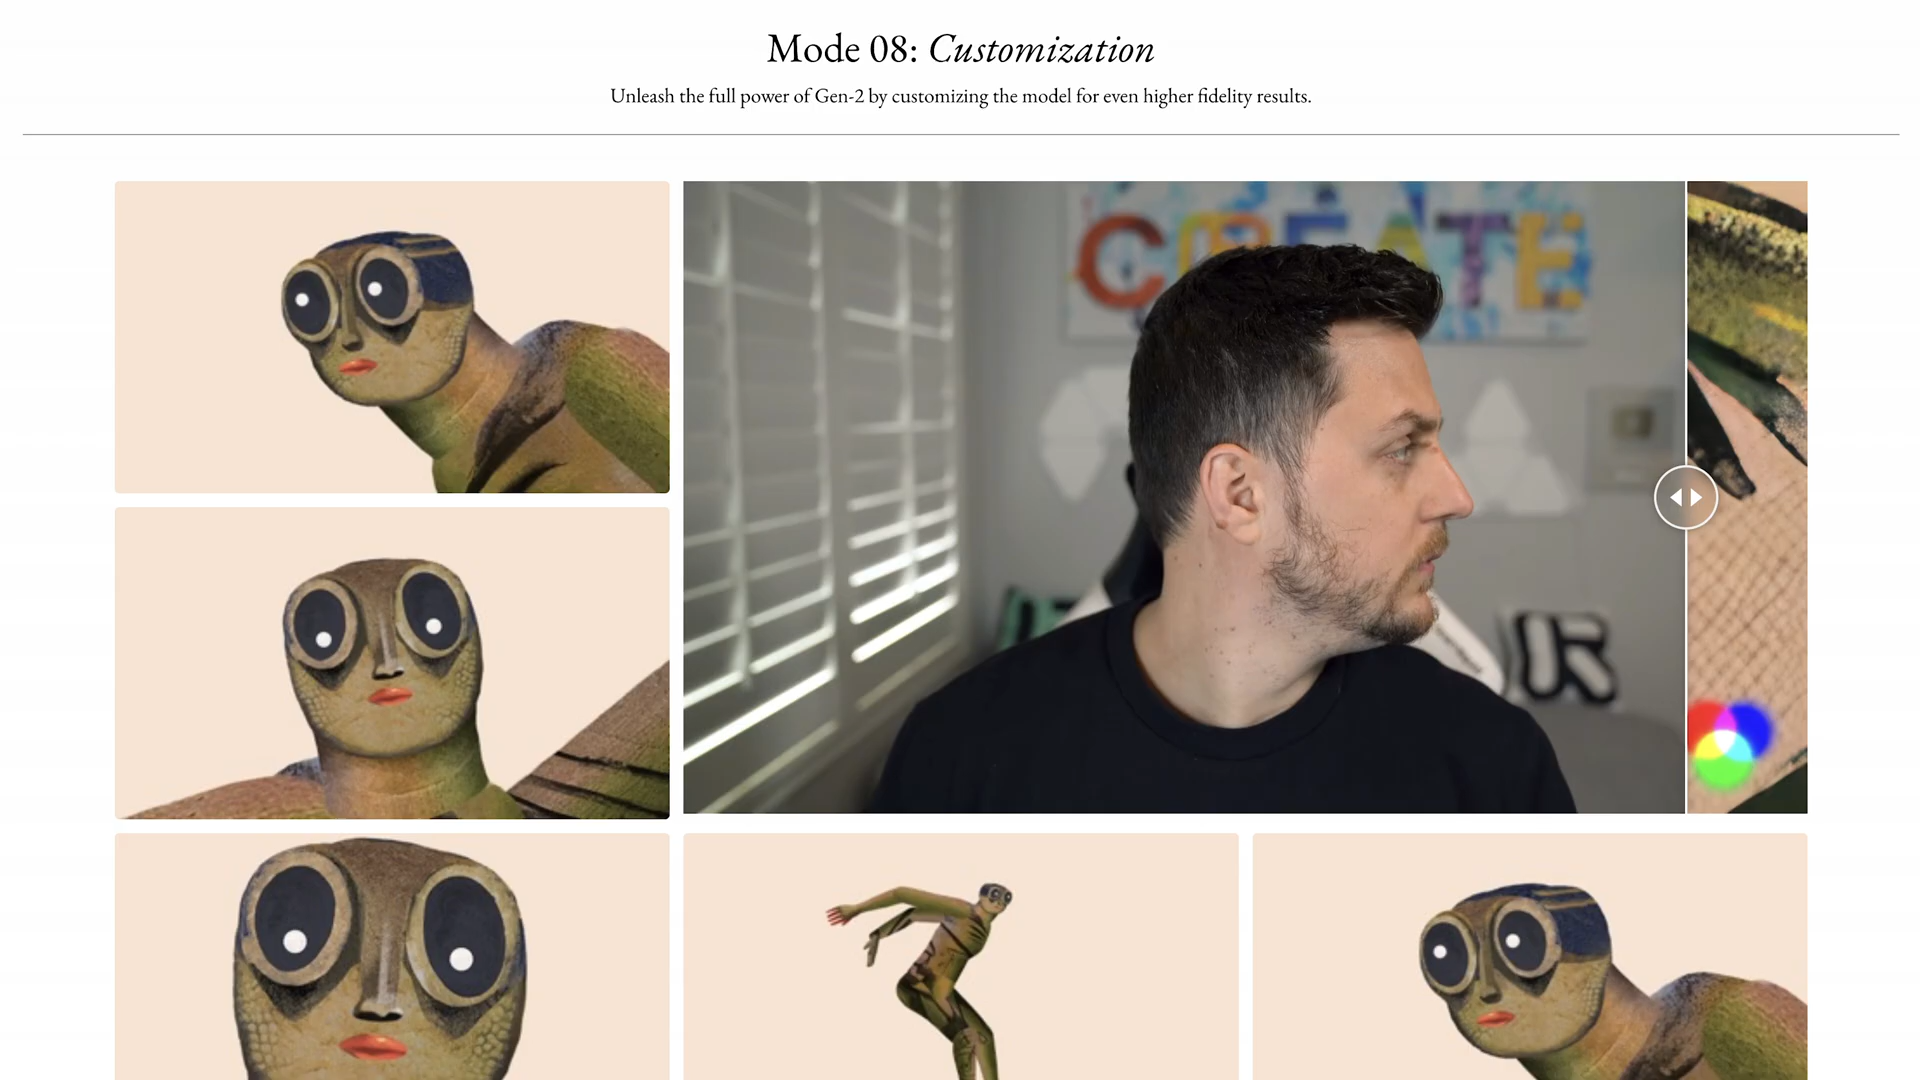 Mode 08: Customization
Unleash the full power of Gen-2 by customizing the model for even higher fidelity results.
CREATE